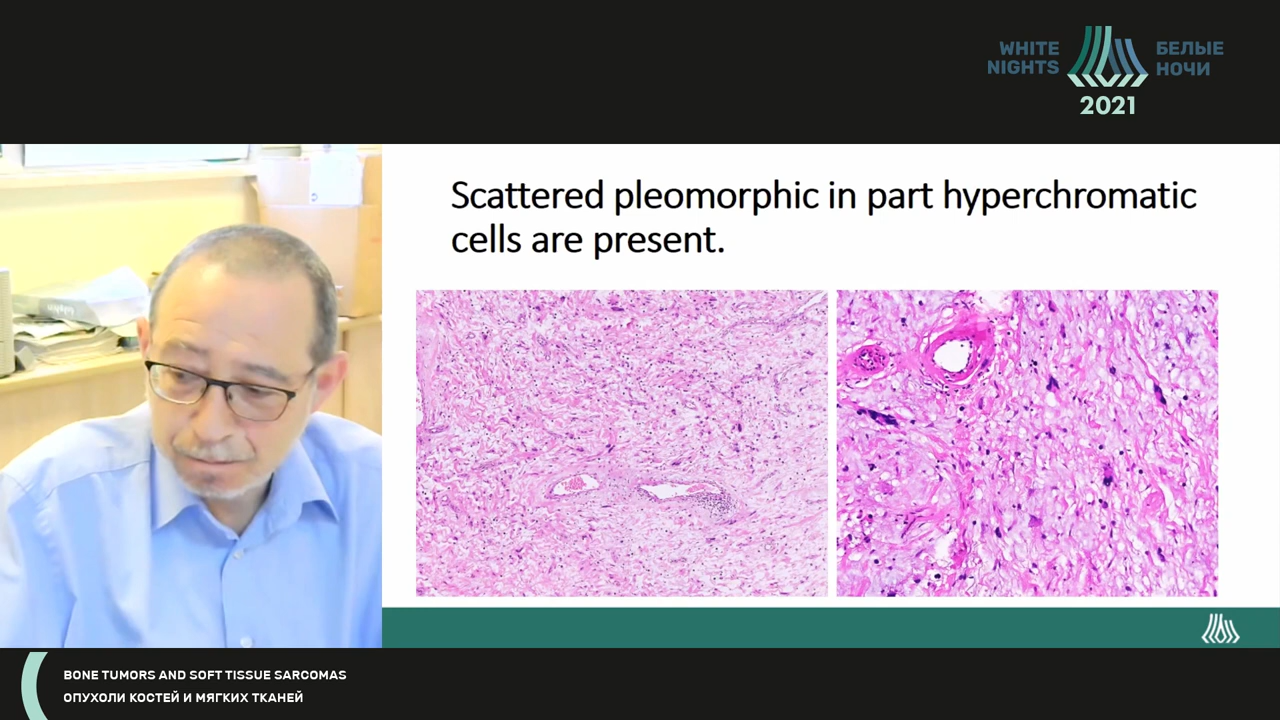 WHITE
NIGHTS
БЕЛЫЕ
НОЧИ
2021
Scattered pleomorphic in part hyperchromatic
cells are present.
BONE TUMORS AND SOFT TISSUE SARCOMAS
ОПУХОЛИ КОСТЕЙ И МЯГКИХ ТКАНЕЙ